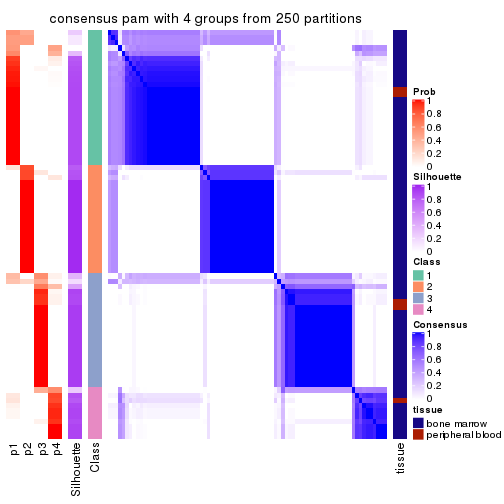 consensus pam with 4 groups from 250 partitions
Prob
1
0.8
0.6
0.4
0.2
0
Silhouette
1
0.8
0.6
0.4
0.2
0
Class
1
2
3
4
Consensus
1
0.8
0.6
0.4
0.2
0
tissue
bone marrow
peripheral blood
p1
p2
p3
p4
Silhouette
Class
tissue